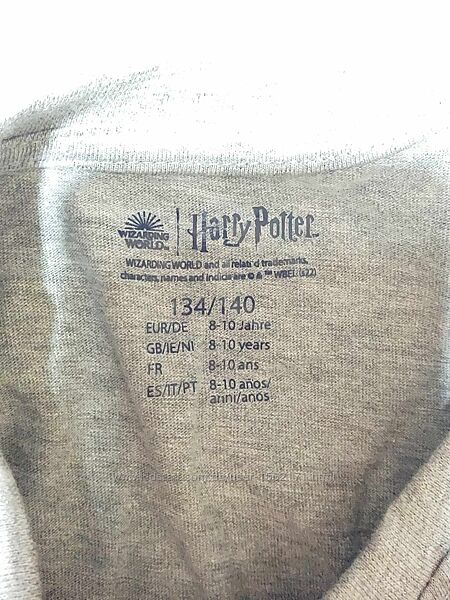 WIZARDING WORLD
Harry Potter
WIZARDING WORLD and all related trademarks,
characters, names and indicia are © & ™ WBEI. (s22)
134/140
EUR/DE 8-10 Jahre
GB/IE/NI 8-10 years
FR 8-10 ans
ES/IT/PT 8-10 años/
anni/anos